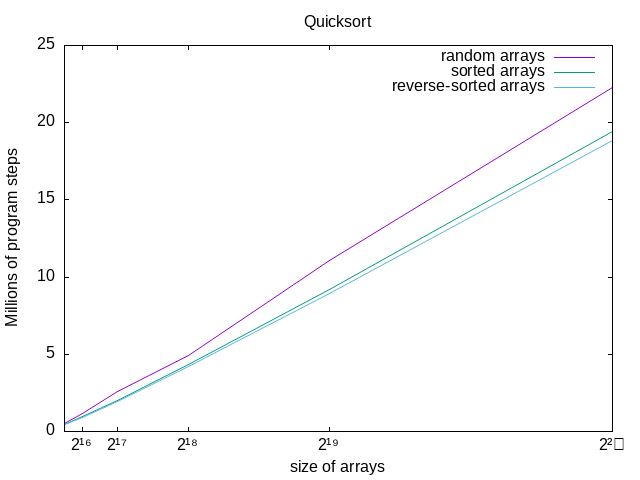 Quicksort
random arrays
sorted arrays
reverse-sorted arrays
Millions of program steps
25
20
15
10
5
0
2¹⁶ 2¹⁷ 2¹⁸ 2¹⁹ 2²□
size of arrays